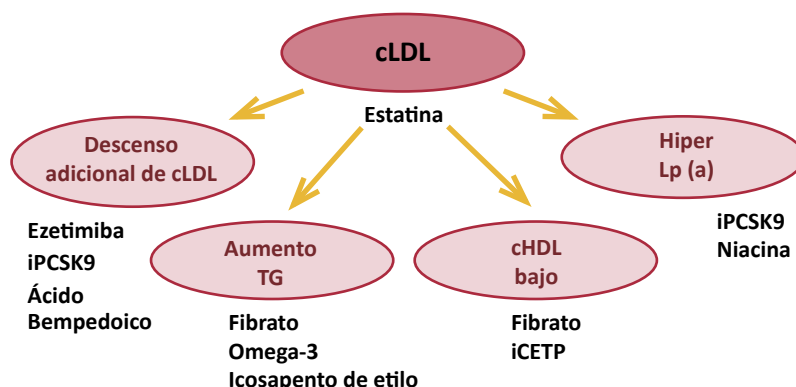 cLDL
Estatina
Descenso
adicional de cLDL
Ezetimiba
iPCSK9
Ácido
Bempedoico
Aumento
TG
Fibrato
Omega-3
Icosapento de etilo
cHDL
bajo
Fibrato
iCETP
Hiper
Lp (a)
iPCSK9
Niacina